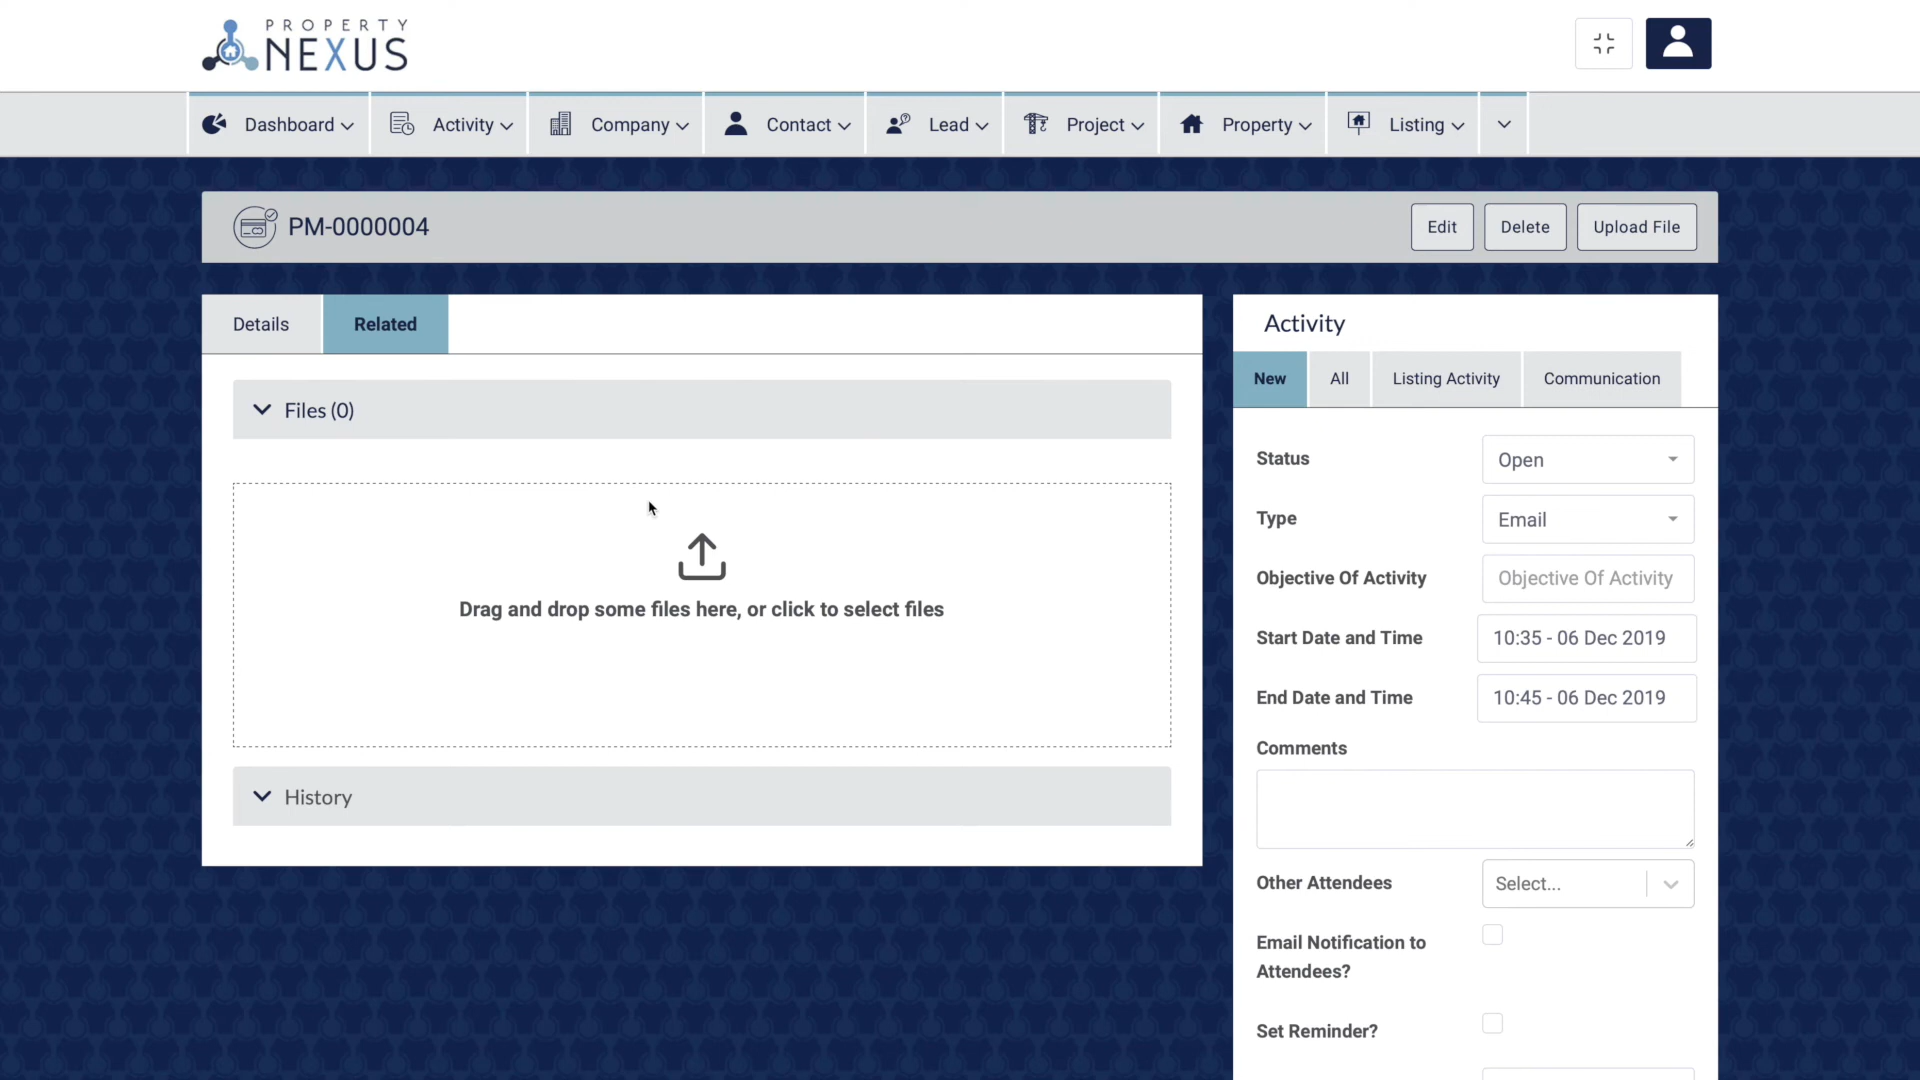 PROPERTY
NEXUS
Dashboard
Activity
Company
Contact
Lead
Project
Property
Listing
PM-0000004
Edit
Delete
Upload File
Details
Related
Files (0)
Drag and drop some files here, or click to select files
History
Activity
New
All
Listing Activity
Communication
Status
Open
Type
Email
Objective Of Activity
Objective Of Activity
Start Date and Time
10:35 - 06 Dec 2019
End Date and Time
10:45 - 06 Dec 2019
Comments
Other Attendees
Select...
Email Notification to
Attendees?
Set Reminder?